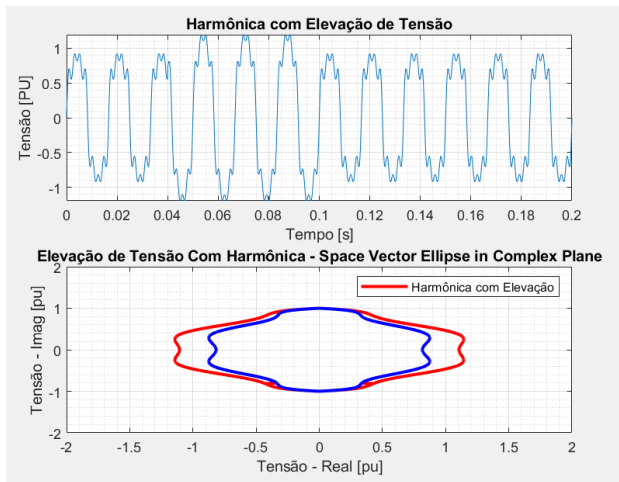 Harmônica com Elevação de Tensão
Tensão [PU]
1
0.5
0
-0.5
-1
0 0.02 0.04 0.06 0.08 0.1 0.12 0.14 0.16 0.18 0.2
Tempo [s]
Elevação de Tensão Com Harmônica - Space Vector Ellipse in Complex Plane
Tensão - Imag [pu]
2
1
0
-1
-2
Harmônica com Elevação
-2 -1.5 -1 -0.5 0 0.5 1 1.5 2
Tensão - Real [pu]